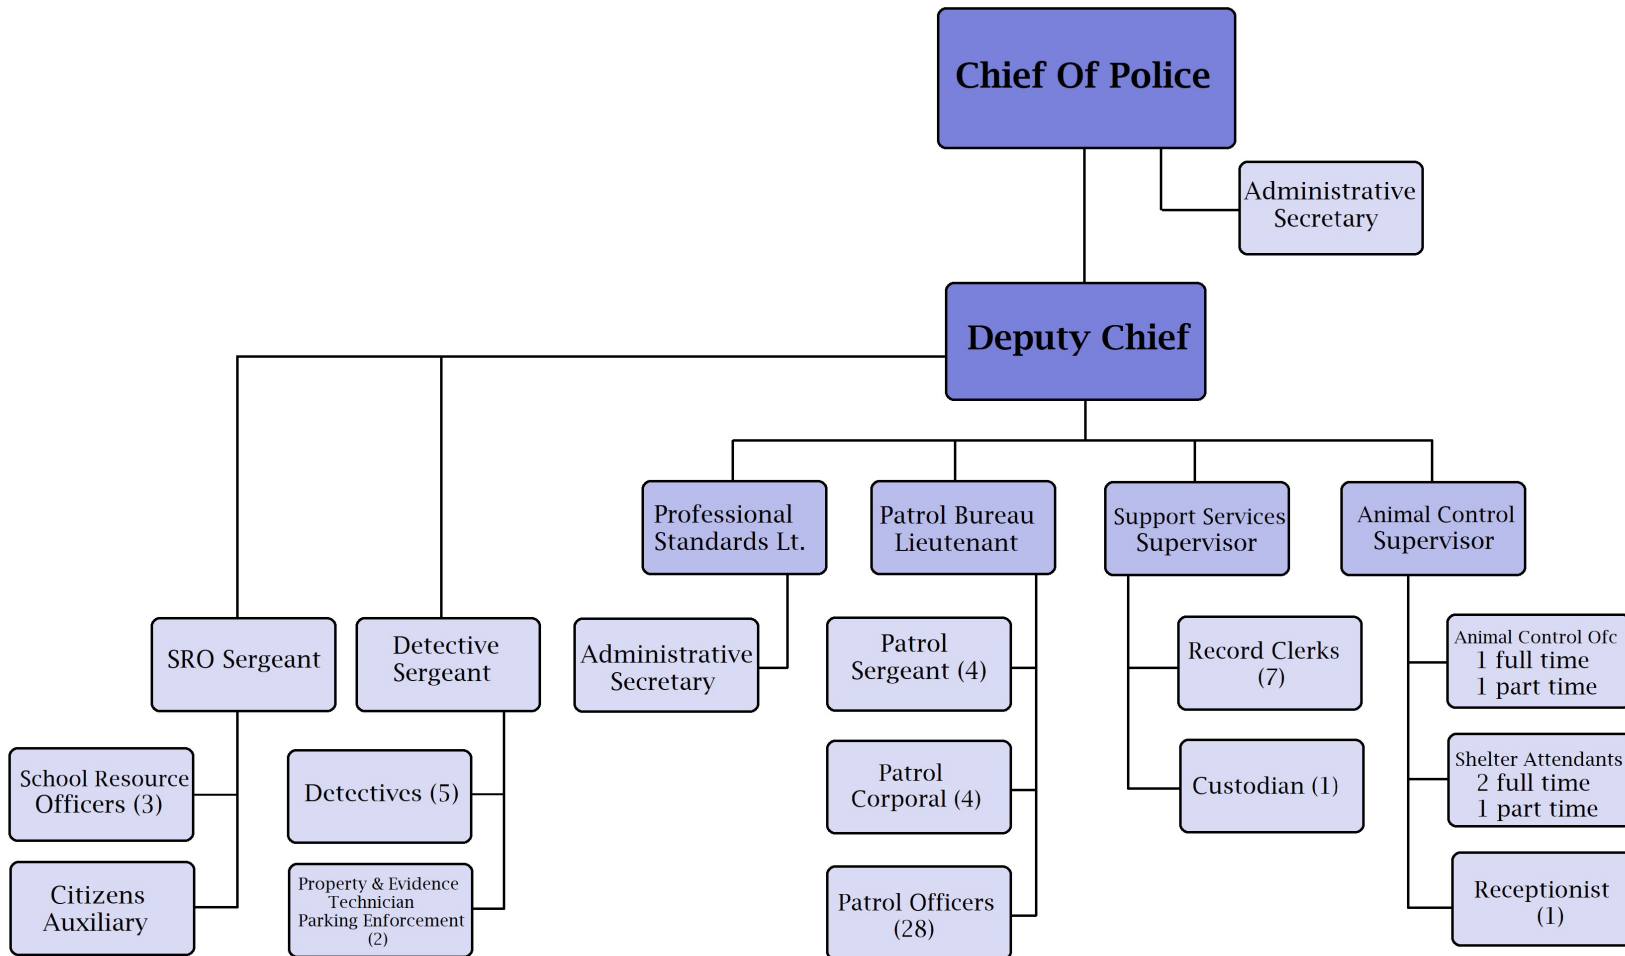 Chief Of Police
Administrative
Secretary
Deputy Chief
Professional
Standards Lt.
Patrol Bureau
Lieutenant
Support Services
Supervisor
Animal Control
Supervisor
SRO Sergeant
Detective
Sergeant
Administrative
Secretary
Patrol
Sergeant (4)
Record Clerks
(7)
Animal Control Ofc
1 full time
1 part time
School Resource
Officers (3)
Detectives (5)
Patrol
Corporal (4)
Custodian (1)
Shelter Attendants
2 full time
1 part time
Citizens
Auxiliary
Property & Evidence
Technician
Parking Enforcement
(2)
Patrol Officers
(28)
Receptionist
(1)